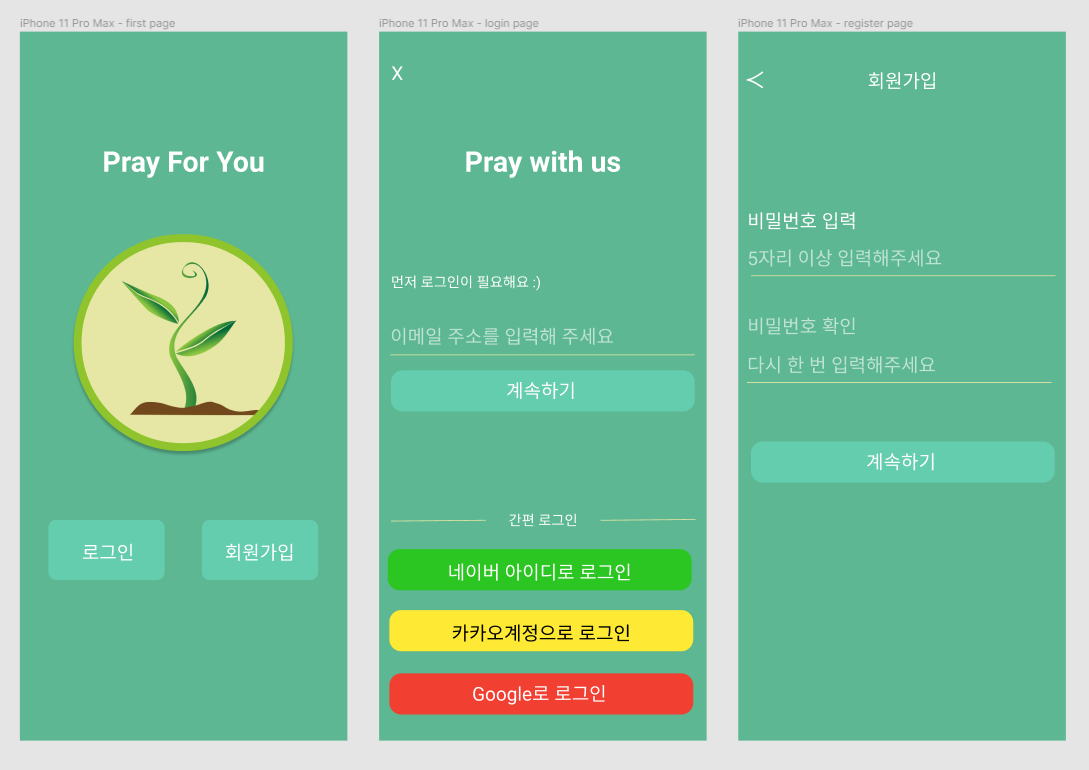 iPhone 11 Pro Max - first page
Pray For You
로그인
회원가입
iPhone 11 Pro Max - login page
X
Pray with us
먼저 로그인이 필요해요 :)
이메일 주소를 입력해 주세요
계속하기
간편 로그인
네이버 아이디로 로그인
카카오계정으로 로그인
Google로 로그인
iPhone 11 Pro Max - register page
<
회원가입
비밀번호 입력
5자리 이상 입력해주세요
비밀번호 확인
다시 한 번 입력해주세요
계속하기